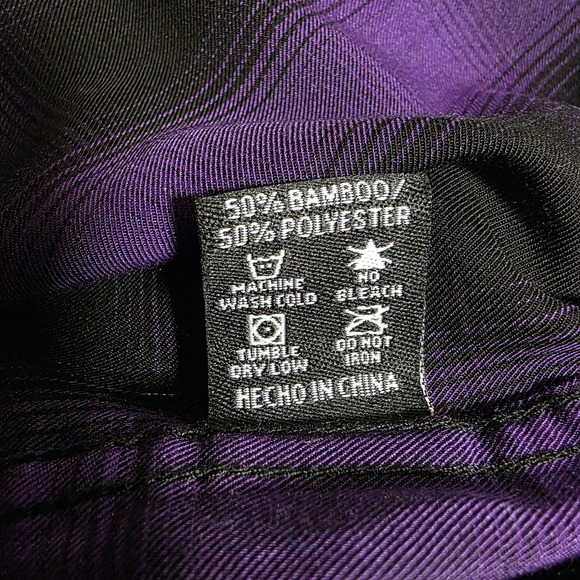 50% BAMBOO/
50% POLYESTER
MACHINE
WASH COLD
NO
BLEACH
TUMBLE
DRY LOW
DO NOT
IRON
HECHO IN CHINA